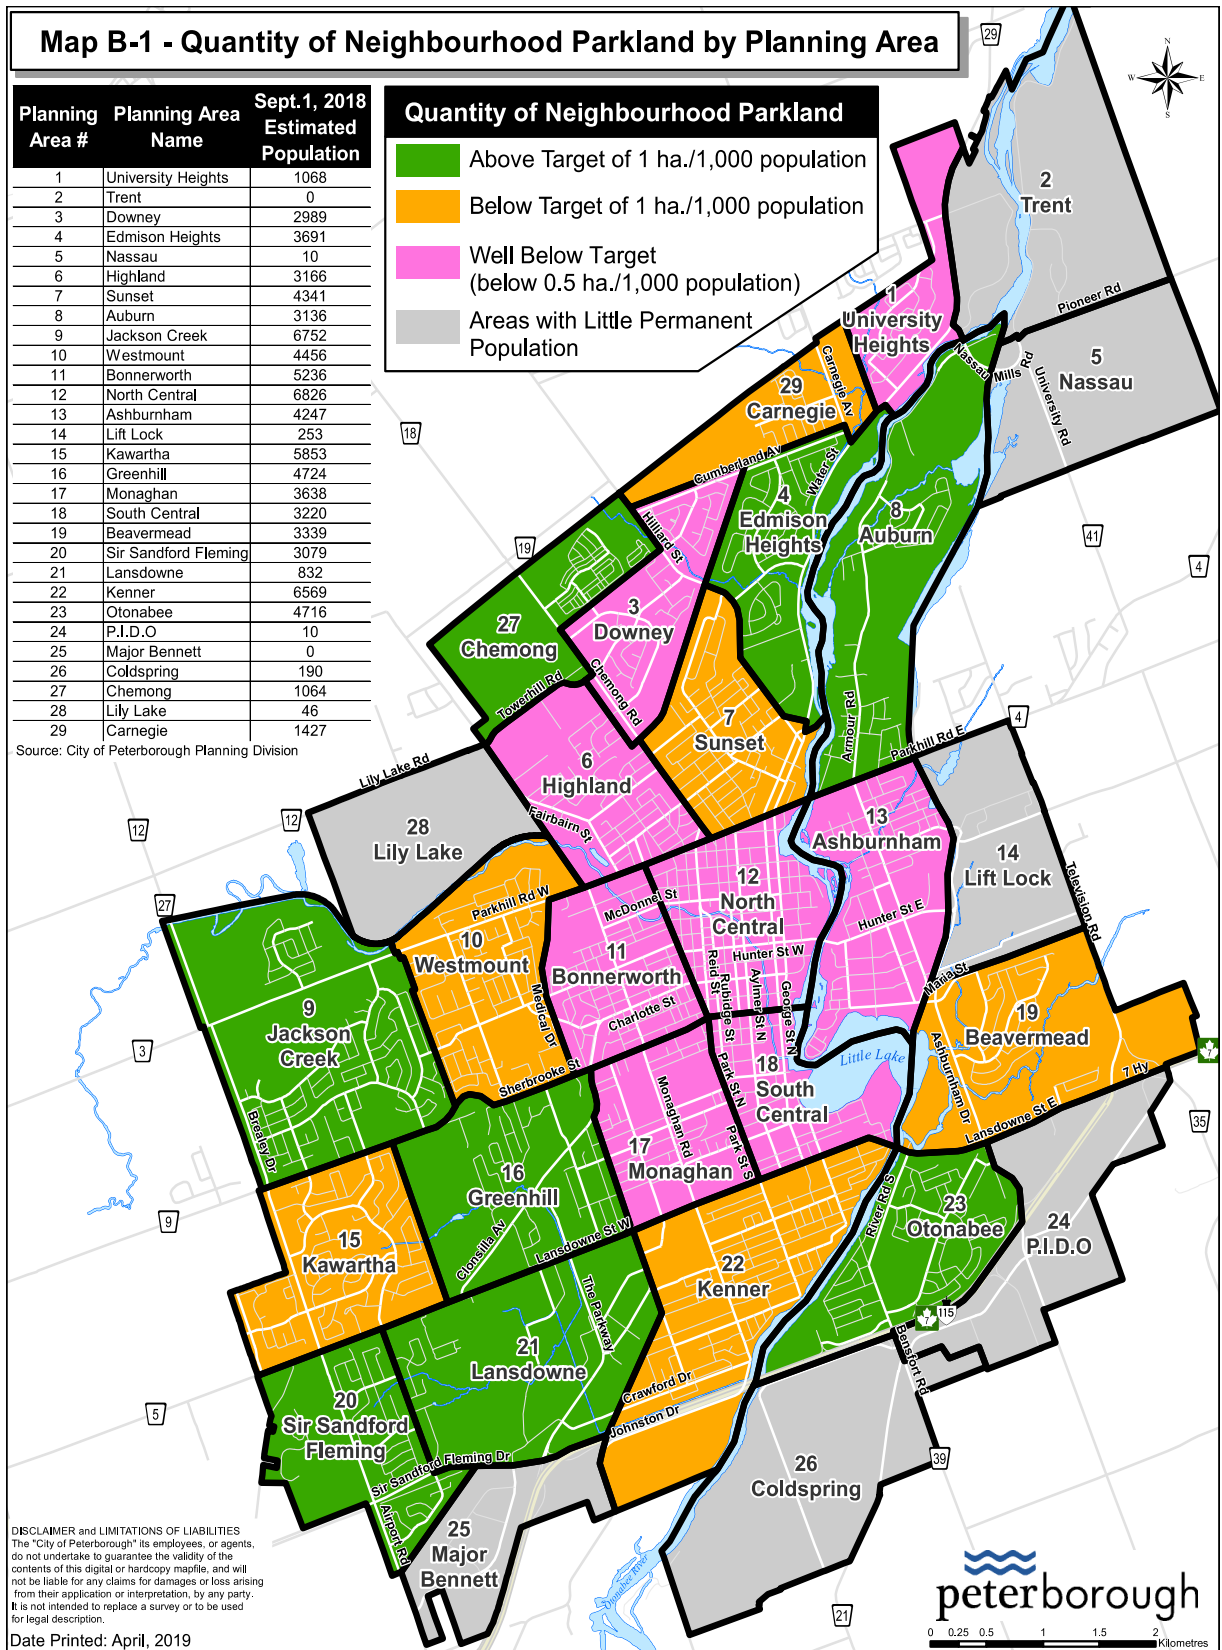 Map B-1 - Quantity of Neighbourhood Parkland by Planning Area
Planning Area # Planning Area Name Sept.1, 2018 Estimated Population
1 University Heights 1068
2 Trent 0
3 Downey 2989
4 Edmison Heights 3691
5 Nassau 10
6 Highland 3166
7 Sunset 4341
8 Auburn 3136
9 Jackson Creek 6752
10 Westmount 4456
11 Bonnerworth 5236
12 North Central 6826
13 Ashburnham 4247
14 Lift Lock 253
15 Kawartha 5853
16 Greenhill 4724
17 Monaghan 3638
18 South Central 3220
19 Beavermead 3339
20 Sir Sandford Fleming 3079
21 Lansdowne 832
22 Kenner 6569
23 Otonabee 4716
24 P.I.D.O 10
25 Major Bennett 0
26 Coldspring 190
27 Chemong 1064
28 Lily Lake 46
29 Carnegie 1427
Source: City of Peterborough Planning Division
Quantity of Neighbourhood Parkland
Above Target of 1 ha./1,000 population
Below Target of 1 ha./1,000 population
Well Below Target
(below 0.5 ha./1,000 population)
Areas with Little Permanent
Population
N
W E
S
29
2
Trent
1
University
Heights
Pioneer Rd
5
Nassau
Nassau
Mills Rd
University Rd
29
Carnegie
Carnegie Av
18
Cumberland Av
Water St
4
Edmison
Heights
8
Auburn
Hilliard St
19
41
4
3
Downey
27
Chemong
Towerhill Rd
Chemong Rd
7
Sunset
Armour Rd
Parkhill Rd E
4
6
Highland
Lily Lake Rd
Fairbairn St
12
12
28
Lily Lake
13
Ashburnham
14
Lift Lock
Television Rd
12
North
Central
McDonnel St
Parkhill Rd W
27
10
Westmount
11
Bonnerworth
Hunter St E
Hunter St W
Reid St
Rubidge St
Aylmer St N
George St N
Maria St
Medical Dr
Charlotte St
9
Jackson
Creek
19
Beavermead
Little Lake
Ashburnham Dr
7 Hy
7
Lansdowne St E
35
3
Sherbrooke St
Monaghan Rd
Park St N
Park St S
18
South
Central
17
Monaghan
Brealey Dr
16
Greenhill
9
15
Kawartha
Clonsilla Av
Lansdowne St W
River Rd S
23
Otonabee
24
P.I.D.O
22
Kenner
The Parkway
7
115
Bensfort Rd
21
Lansdowne
Crawford Dr
Johnston Dr
5
20
Sir Sandford
Fleming
Sir Sandford Fleming Dr
Airport Rd
39
26
Coldspring
25
Major
Bennett
Otonabee River
21
DISCLAIMER and LIMITATIONS OF LIABILITIES
The "City of Peterborough" its employees, or agents,
do not undertake to guarantee the validity of the
contents of this digital or hardcopy mapfile, and will
not be liable for any claims for damages or loss arising
from their application or interpretation, by any party.
It is not intended to replace a survey or to be used
for legal description.
Date Printed: April, 2019
peterborough
0 0.25 0.5 1 1.5 2
Kilometres